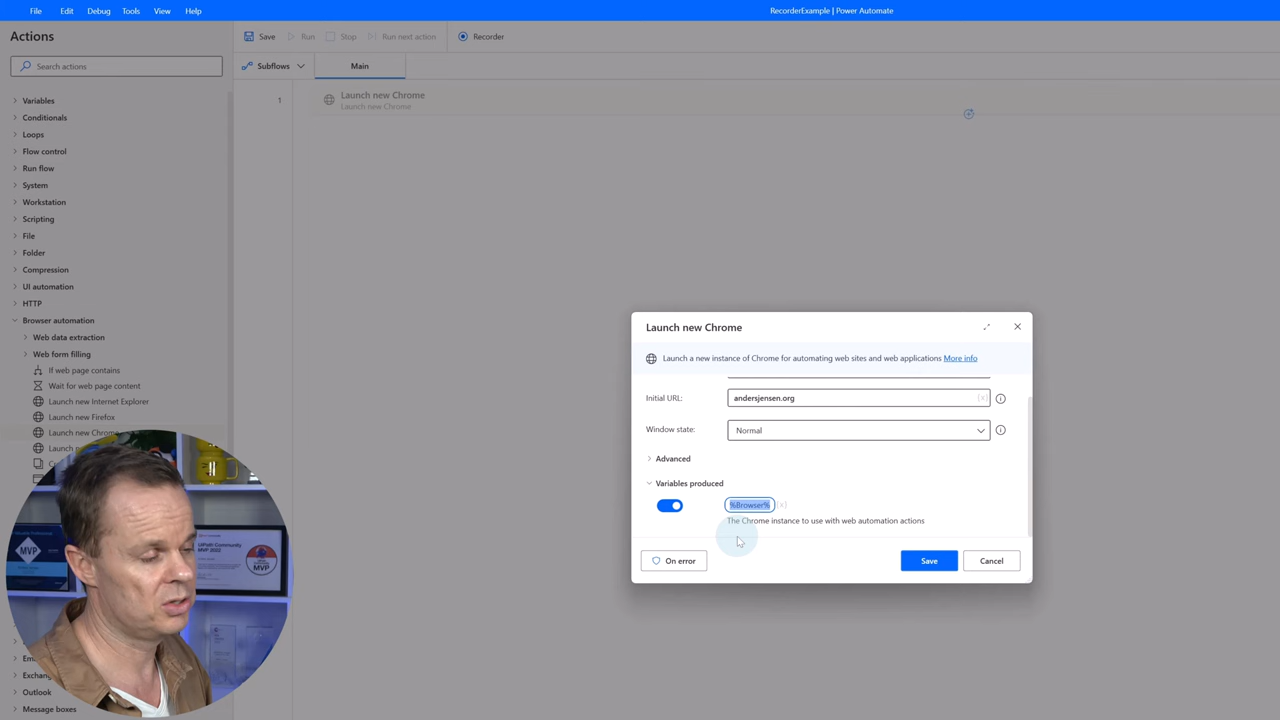 File Edit Debug Tools View Help
RecorderExample | Power Automate
Actions
Save Run Stop Run next action Recorder
Search actions
Subflows Main
1 Launch new Chrome
Launch new Chrome
Variables
Conditionals
Loops
Flow control
Run flow
System
Workstation
Scripting
File
Folder
Compression
UI automation
HTTP
Browser automation
Web data extraction
Web form filling
If web page contains
Wait for web page content
Launch new Internet Explorer
Launch new Firefox
Launch new Chrome
Outlook
Message boxes
Launch new Chrome
Launch a new instance of Chrome for automating web sites and web applications More info
Initial URL: andersjensen.org {x}
Window state: Normal
Advanced
Variables produced
%Browser% {x}
The Chrome instance to use with web automation actions
On error Save Cancel
MVP
MVP 2022